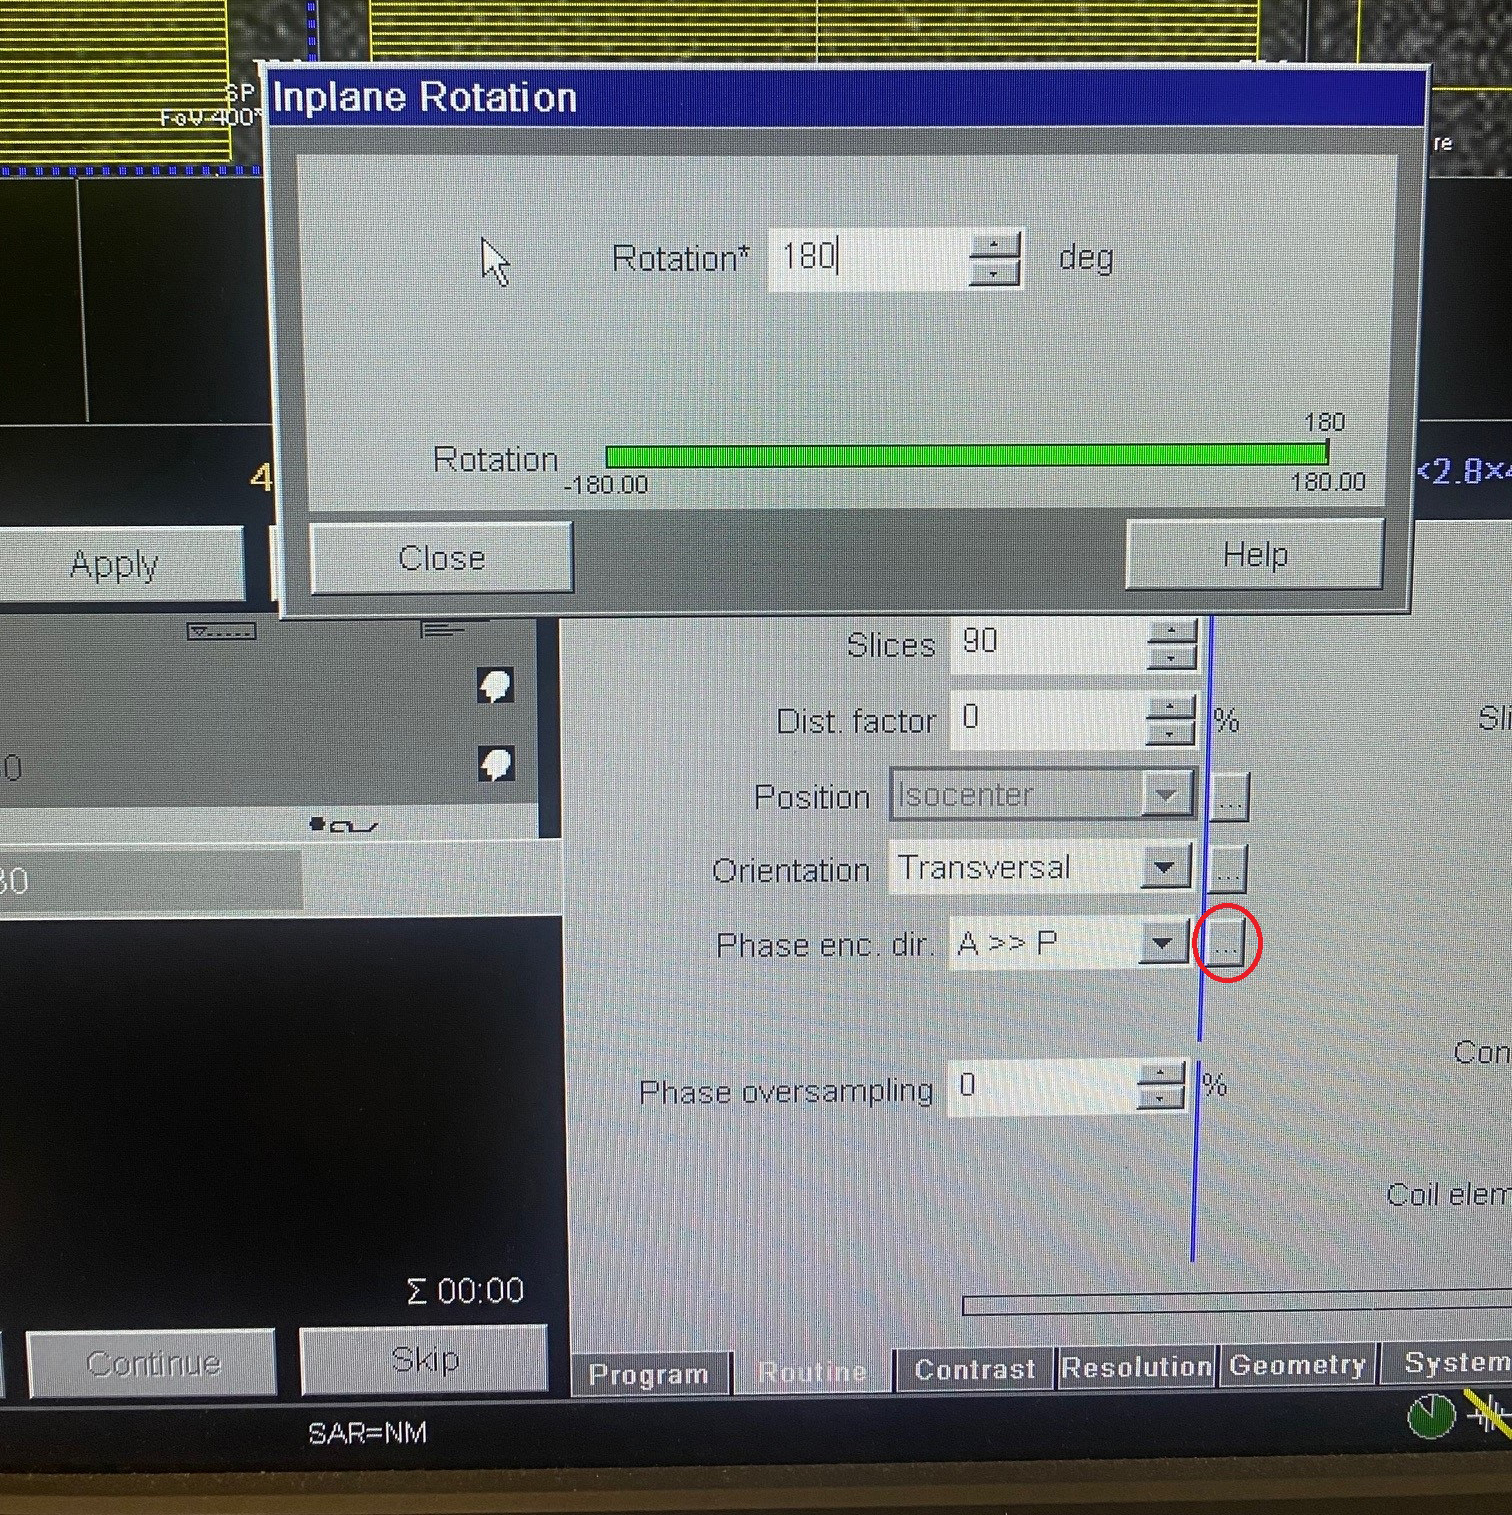 SP
FoV 400*
Inplane Rotation
re
Rotation* 180 deg
180
Rotation
-180.00 180.00
4
<2.8×4
Apply
Close
Help
Slices 90
Dist. factor 0 %
Sli
Position Isocenter ...
Orientation Transversal ...
Phase enc. dir. A >> P ...
Con
Phase oversampling 0 %
Coil elem
Σ 00:00
Continue
Skip
Program Routine Contrast Resolution Geometry System
SAR=NM